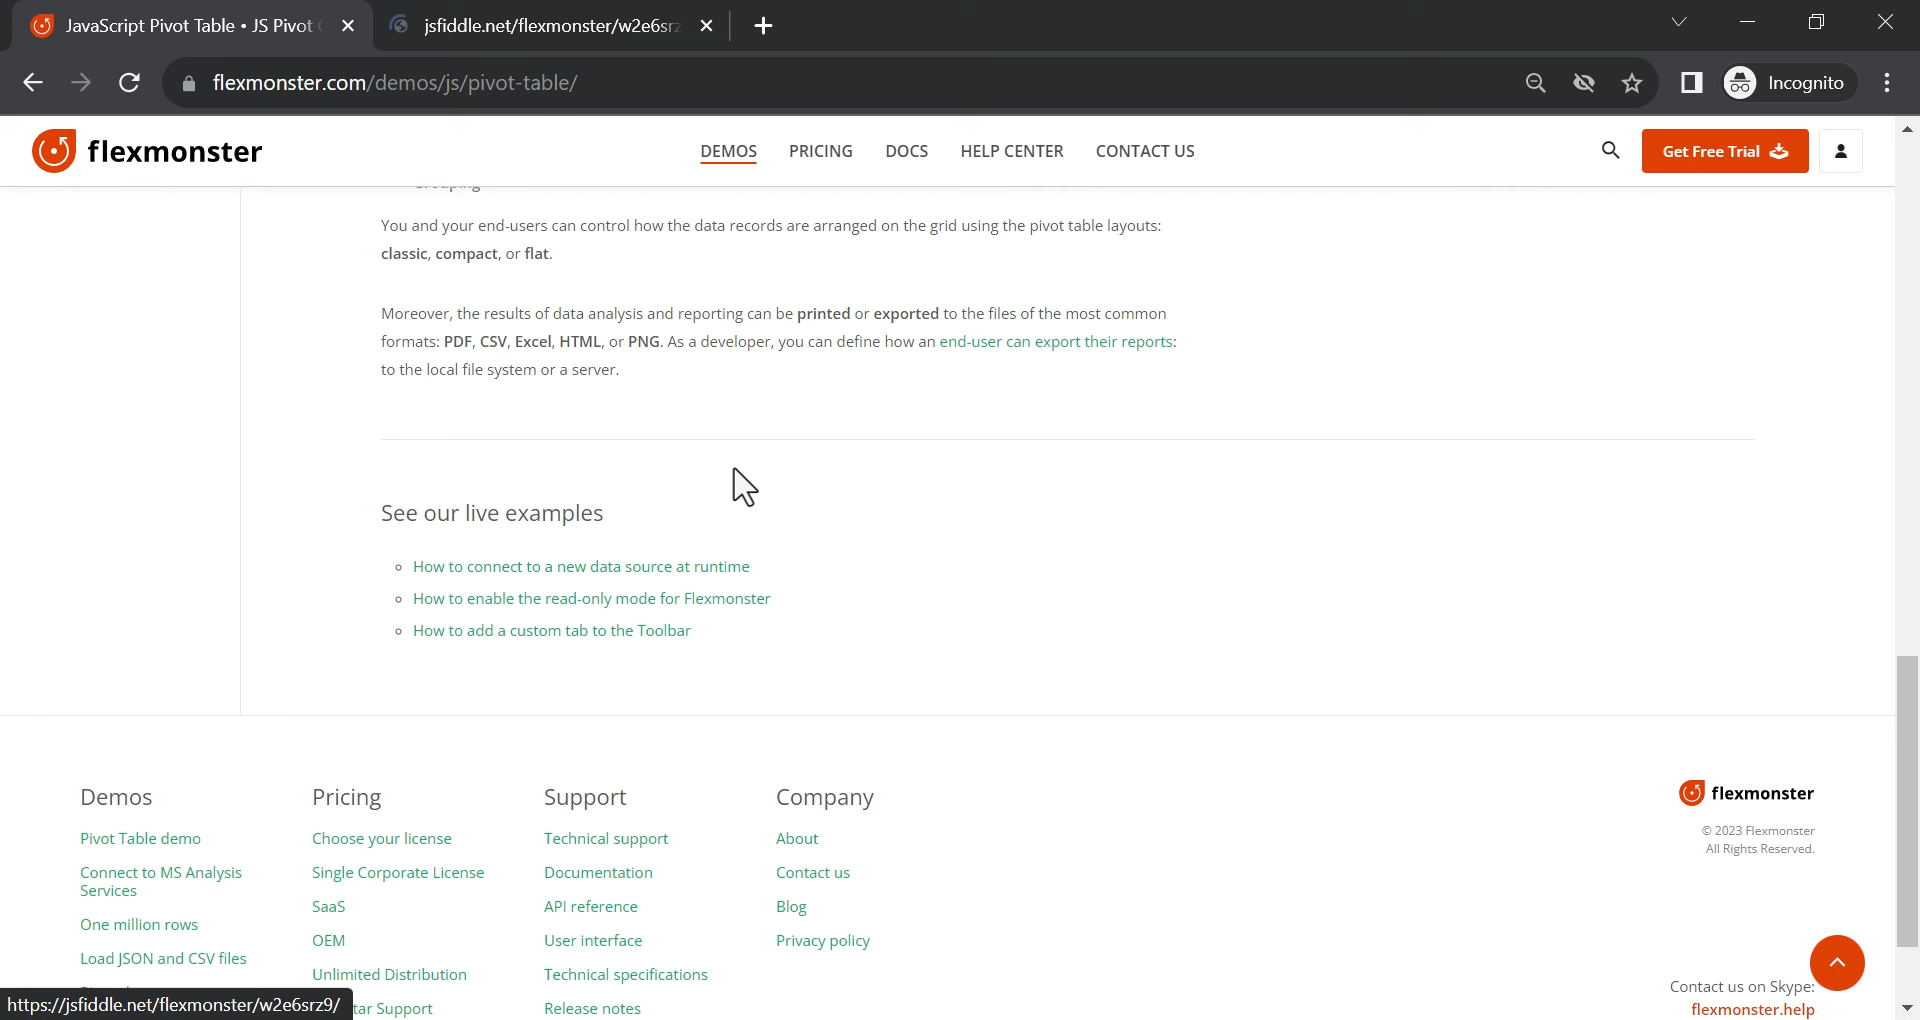 JavaScript Pivot Table • JS Pivot
jsfiddle.net/flexmonster/w2e6srz
flexmonster.com/demos/js/pivot-table/
Incognito
flexmonster
DEMOS
PRICING
DOCS
HELP CENTER
CONTACT US
Get Free Trial
Grouping
You and your end-users can control how the data records are arranged on the grid using the pivot table layouts:
classic, compact, or flat.
Moreover, the results of data analysis and reporting can be printed or exported to the files of the most common
formats: PDF, CSV, Excel, HTML, or PNG. As a developer, you can define how an end-user can export their reports:
to the local file system or a server.
See our live examples
How to connect to a new data source at runtime
How to enable the read-only mode for Flexmonster
How to add a custom tab to the Toolbar
Demos
Pivot Table demo
Connect to MS Analysis
Services
One million rows
Load JSON and CSV files
Pricing
Choose your license
Single Corporate License
SaaS
OEM
Unlimited Distribution
tar Support
Support
Technical support
Documentation
API reference
User interface
Technical specifications
Release notes
Company
About
Contact us
Blog
Privacy policy
flexmonster
© 2023 Flexmonster
All Rights Reserved.
Contact us on Skype:
flexmonster.help
https://jsfiddle.net/flexmonster/w2e6srz9/